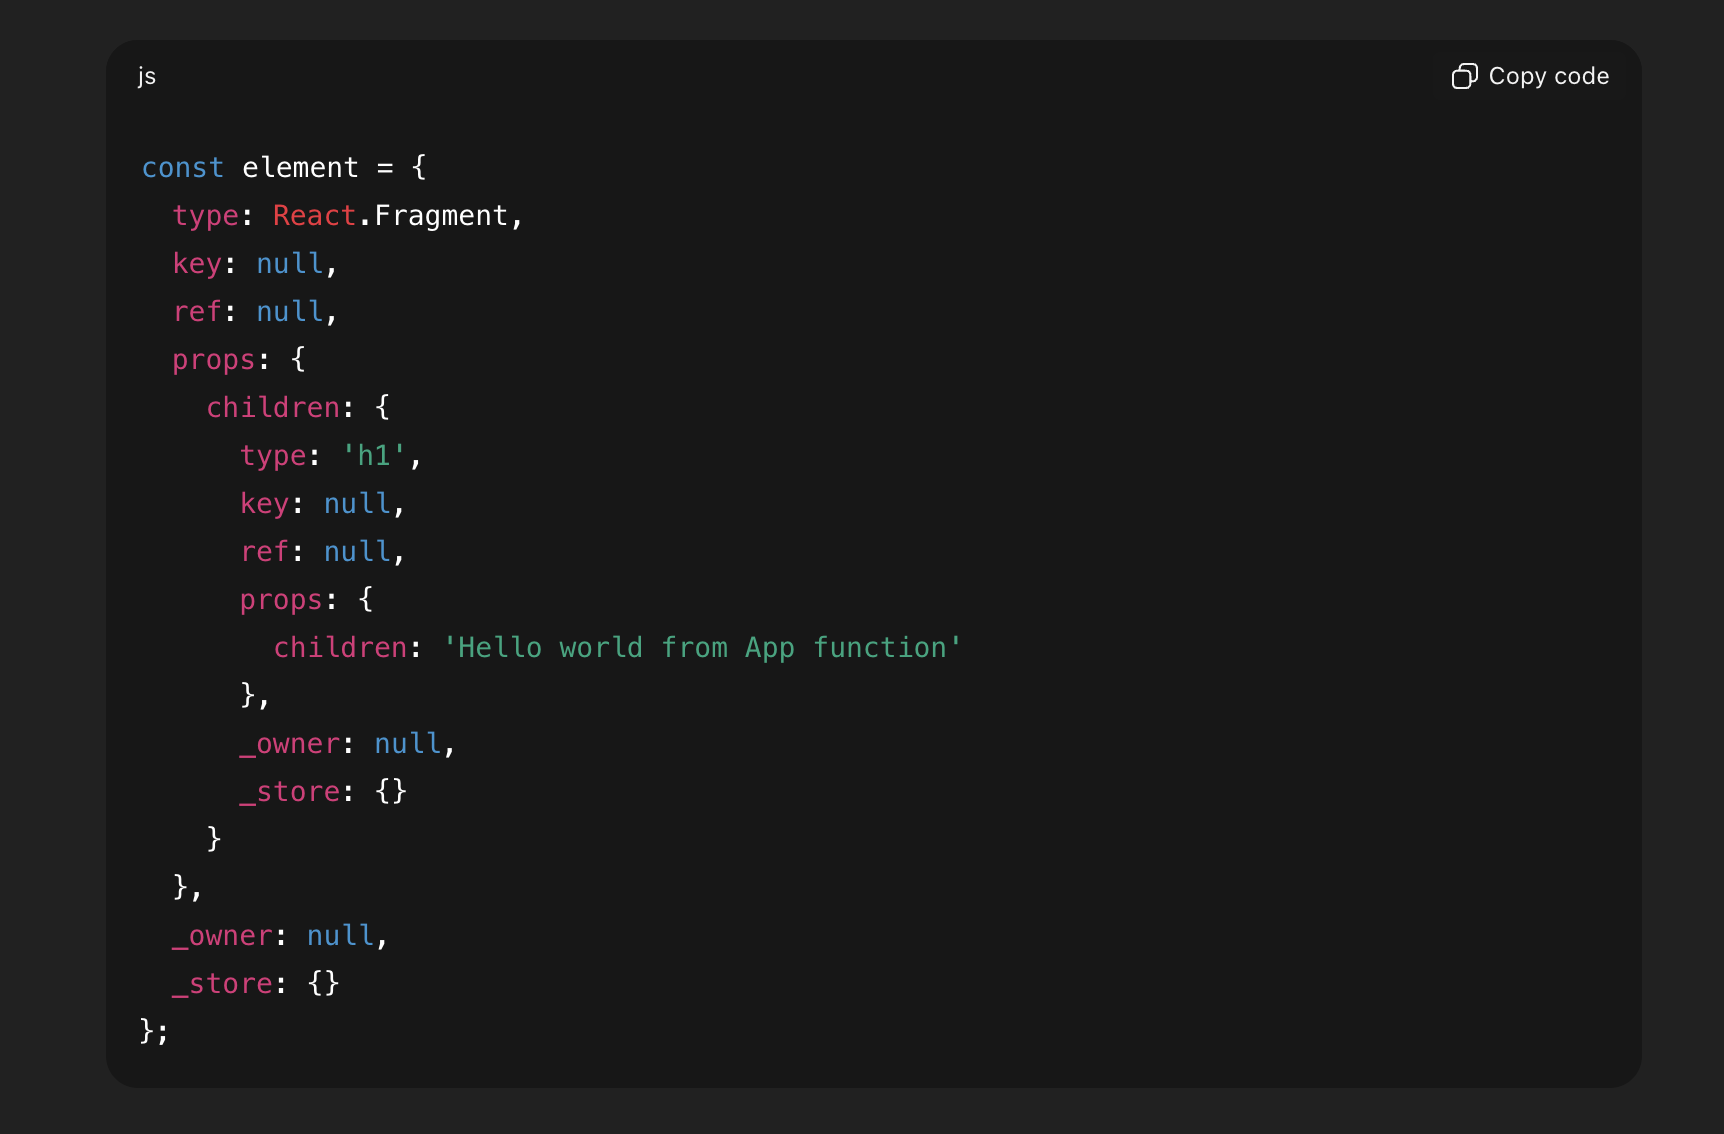 js
Copy code
const element = {
  type: React.Fragment,
  key: null,
  ref: null,
  props: {
    children: {
      type: 'h1',
      key: null,
      ref: null,
      props: {
        children: 'Hello world from App function'
      },
      _owner: null,
      _store: {}
    }
  },
  _owner: null,
  _store: {}
};